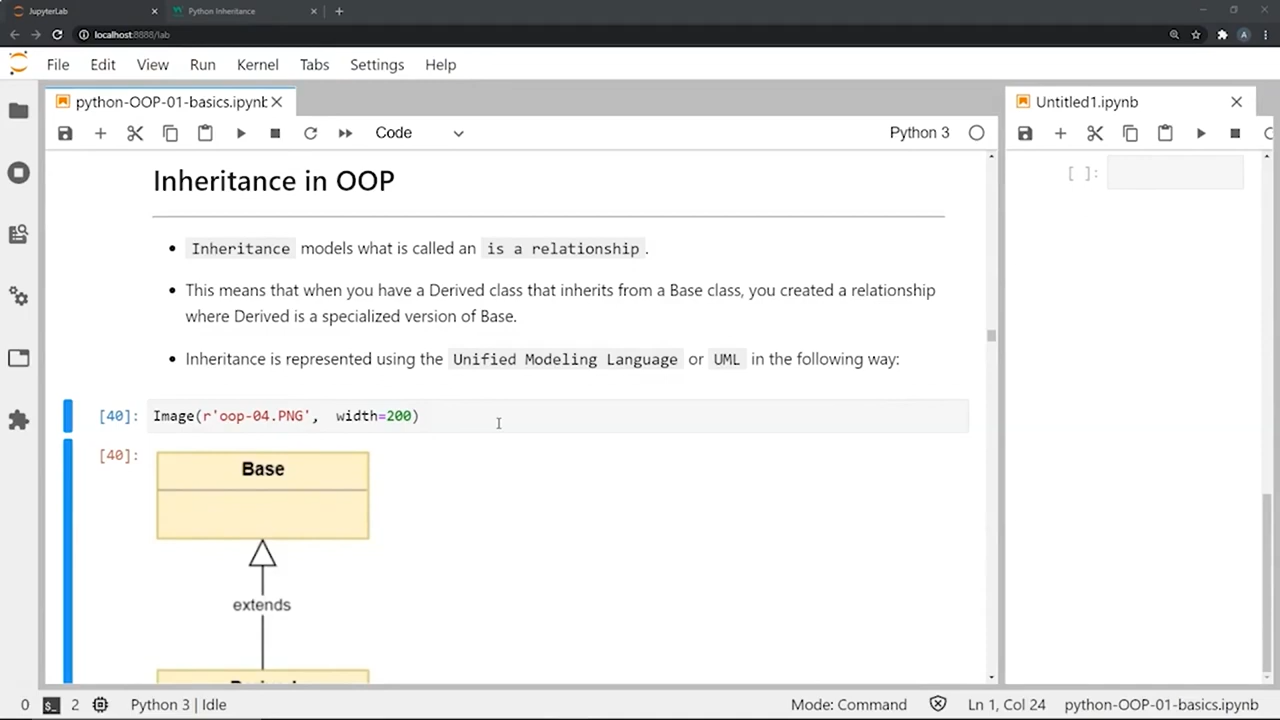 JupyterLab
Python Inheritance
localhost:8888/lab
A
File Edit View Run Kernel Tabs Settings Help
python-OOP-01-basics.ipynb
Untitled1.ipynb
Code
Python 3
[ ]:
Inheritance in OOP
Inheritance models what is called an is a relationship.
This means that when you have a Derived class that inherits from a Base class, you created a relationship
where Derived is a specialized version of Base.
Inheritance is represented using the Unified Modeling Language or UML in the following way:
[40]: Image(r'oop-04.PNG', width=200)
[40]:
Base
extends
0 $_ 2 Python 3 | Idle Mode: Command Ln 1, Col 24 python-OOP-01-basics.ipynb